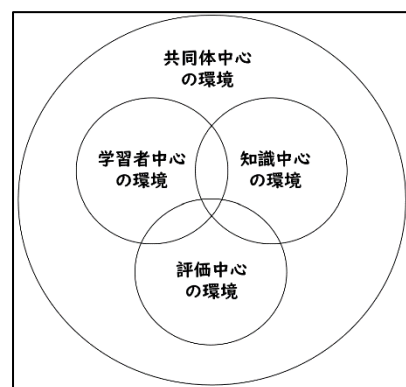 共同体中心
の環境
学習者中心
の環境
知識中心
の環境
評価中心
の環境